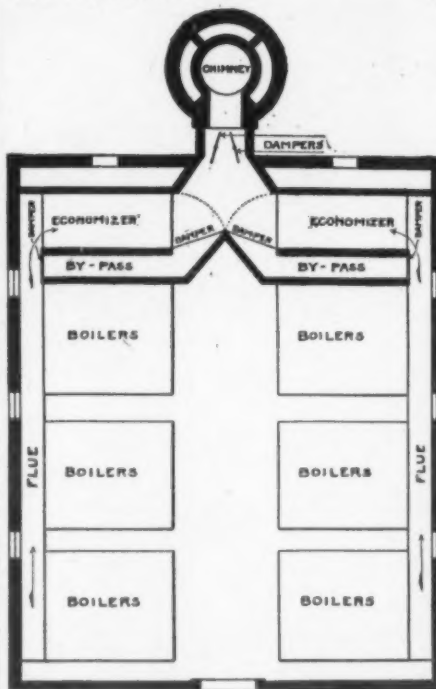 CHIMNEY
DAMPERS
DAMPER
ECONOMIZER
DAMPER
DAMPER
ECONOMIZER
DAMPER
BY-PASS
BY-PASS
BOILERS
BOILERS
FLUE
BOILERS
BOILERS
FLUE
BOILERS
BOILERS